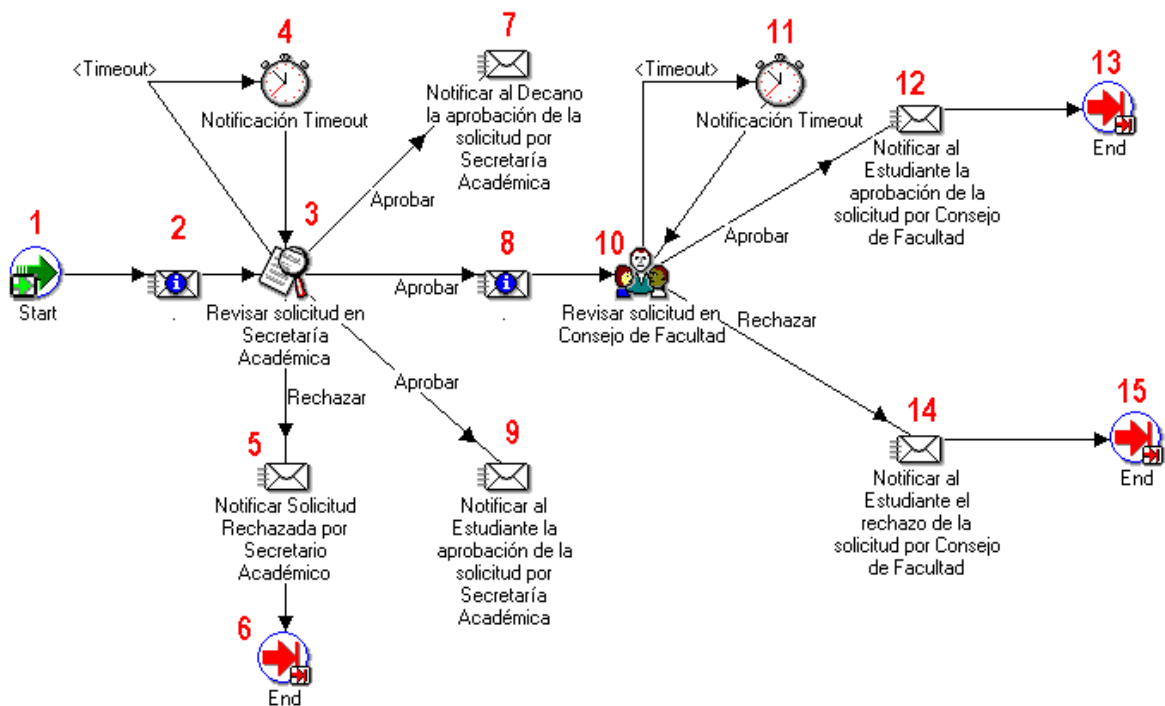 4
7
11
<Timeout>
<Timeout>
12
13
Notificación Timeout
Notificar al Decano
la aprobación de la
solicitud por
Secretaría
Académica
Notificación Timeout
Notificar al
Estudiante la
aprobación de la
solicitud por Consejo
de Facultad
End
Aprobar
1
2
3
8
10
Aprobar
Start
.
Revisar solicitud en
Secretaría
Académica
Aprobar
.
Revisar solicitud en
Consejo de Facultad
Rechazar
Aprobar
Rechazar
5
9
14
15
Notificar Solicitud
Rechazada por
Secretario
Académico
Notificar al
Estudiante la
aprobación de la
solicitud por
Secretaría
Académica
Notificar al
Estudiante el
rechazo de la
solicitud por Consejo
de Facultad
End
6
End